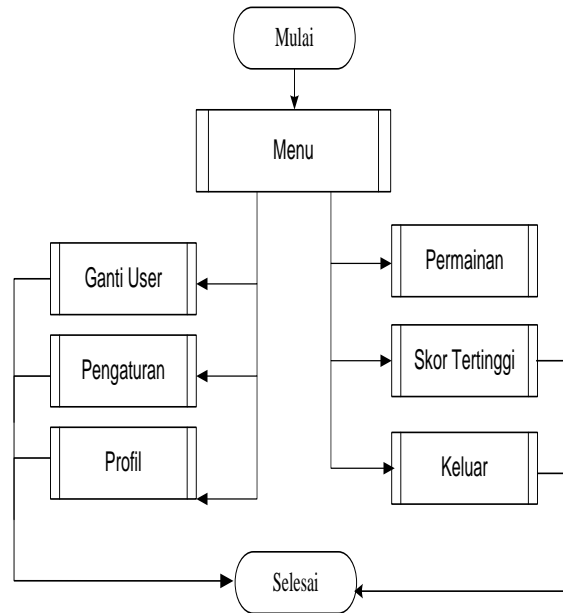 Mulai
Menu
Ganti User
Pengaturan
Profil
Permainan
Skor Tertinggi
Keluar
Selesai